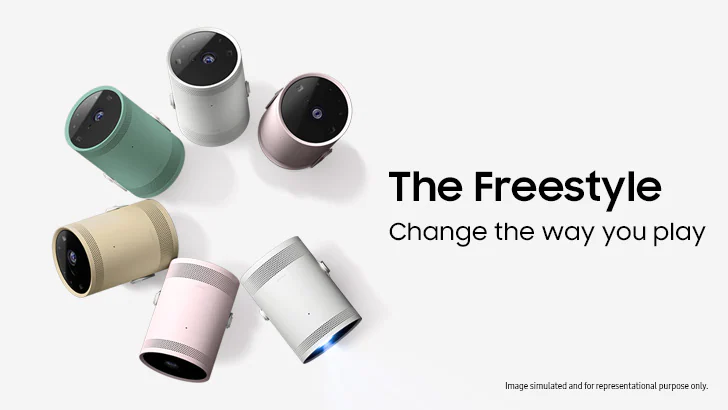 The Freestyle
Change the way you play
Image simulated and for representational purpose only.